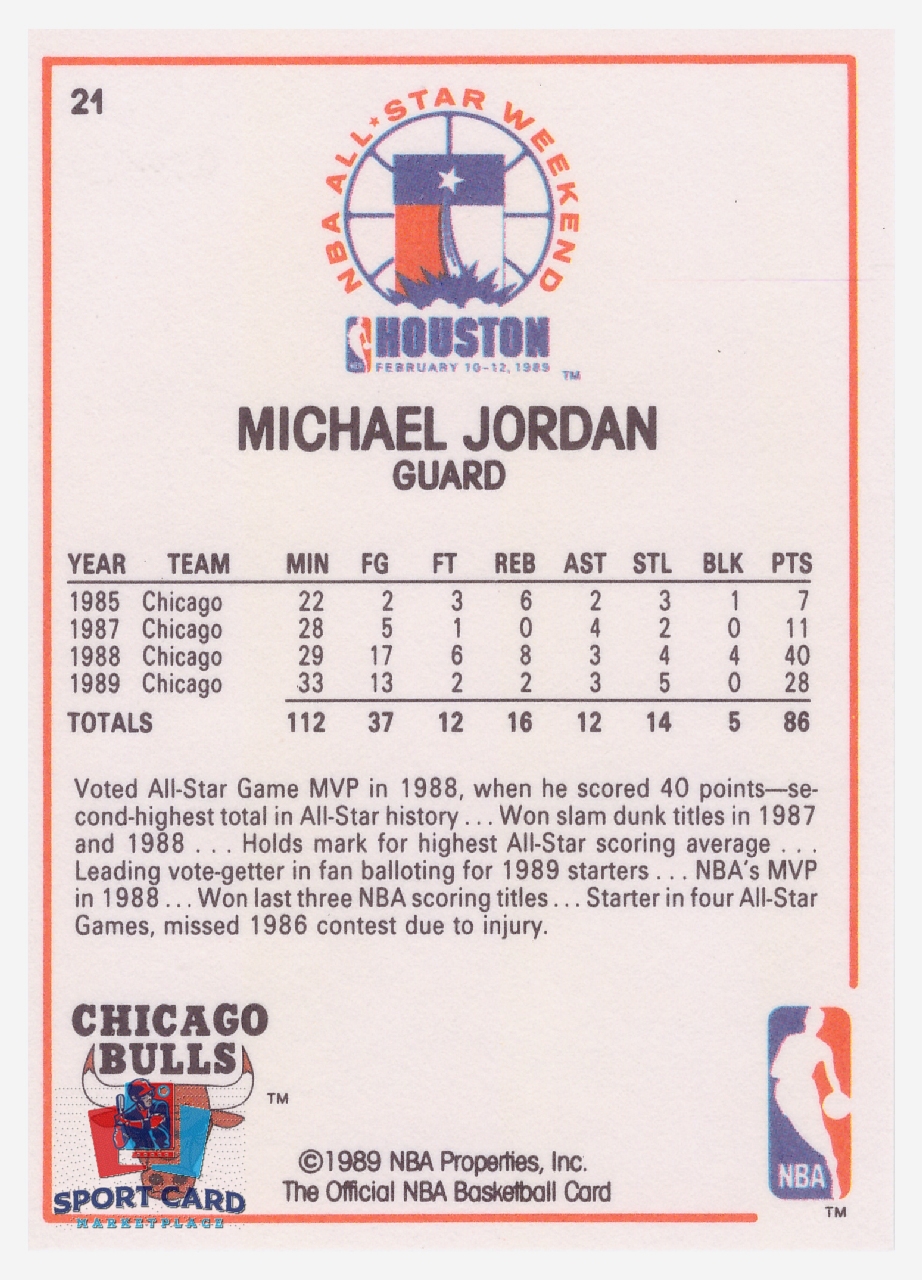 21
NBA ALL★STAR WEEKEND
HOUSTON
FEBRUARY 10-12, 1989 ™
MICHAEL JORDAN
GUARD
YEAR TEAM MIN FG FT REB AST STL BLK PTS
1985 Chicago 22 2 3 6 2 3 1 7
1987 Chicago 28 5 1 0 4 2 0 11
1988 Chicago 29 17 6 8 3 4 4 40
1989 Chicago 33 13 2 2 3 5 0 28
TOTALS 112 37 12 16 12 14 5 86
Voted All-Star Game MVP in 1988, when he scored 40 points—se-
cond-highest total in All-Star history . . . Won slam dunk titles in 1987
and 1988 . . . Holds mark for highest All-Star scoring average . . .
Leading vote-getter in fan balloting for 1989 starters . . . NBA's MVP
in 1988 . . . Won last three NBA scoring titles . . . Starter in four All-Star
Games, missed 1986 contest due to injury.
CHICAGO
BULLS
™
©1989 NBA Properties, Inc.
The Official NBA Basketball Card
NBA
™
SPORT CARD
MARKETPLACE